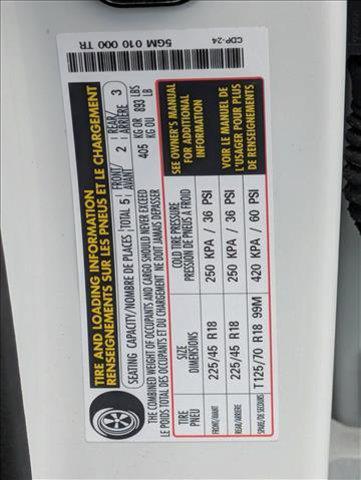 CDP-24
5GM 010 000 TR
TIRE AND LOADING INFORMATION
RENSEIGNEMENTS SUR LES PNEUS ET LE CHARGEMENT
SEATING CAPACITY/NOMBRE DE PLACES TOTAL 5 FRONT/AVANT 2 REAR/ARRIÈRE 3
THE COMBINED WEIGHT OF OCCUPANTS AND CARGO SHOULD NEVER EXCEED 405 KG OR 893 LBS
LE POIDS TOTAL DES OCCUPANTS ET DU CHARGEMENT NE DOIT JAMAIS DÉPASSER 405 KG OU 893 LB
TIRE SIZE COLD TIRE PRESSURE
PNEU DIMENSIONS PRESSION DE PNEUS À FROID
FRONT/AVANT 225/45 R18 250 KPA / 36 PSI
REAR/ARRIERE 225/45 R18 250 KPA / 36 PSI
SPARE/DE SECOURS T125/70 R18 99M 420 KPA / 60 PSI
SEE OWNER'S MANUAL
FOR ADDITIONAL
INFORMATION
VOIR LE MANUEL DE
L'USAGER POUR PLUS
DE RENSEIGNEMENTS